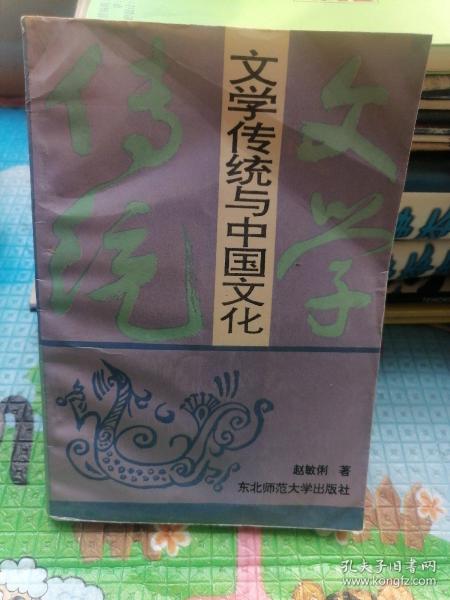 文学
传统
文学传统与中国文化
赵敏俐 著
东北师范大学出版社
孔夫子旧书网
www.kongfz.com